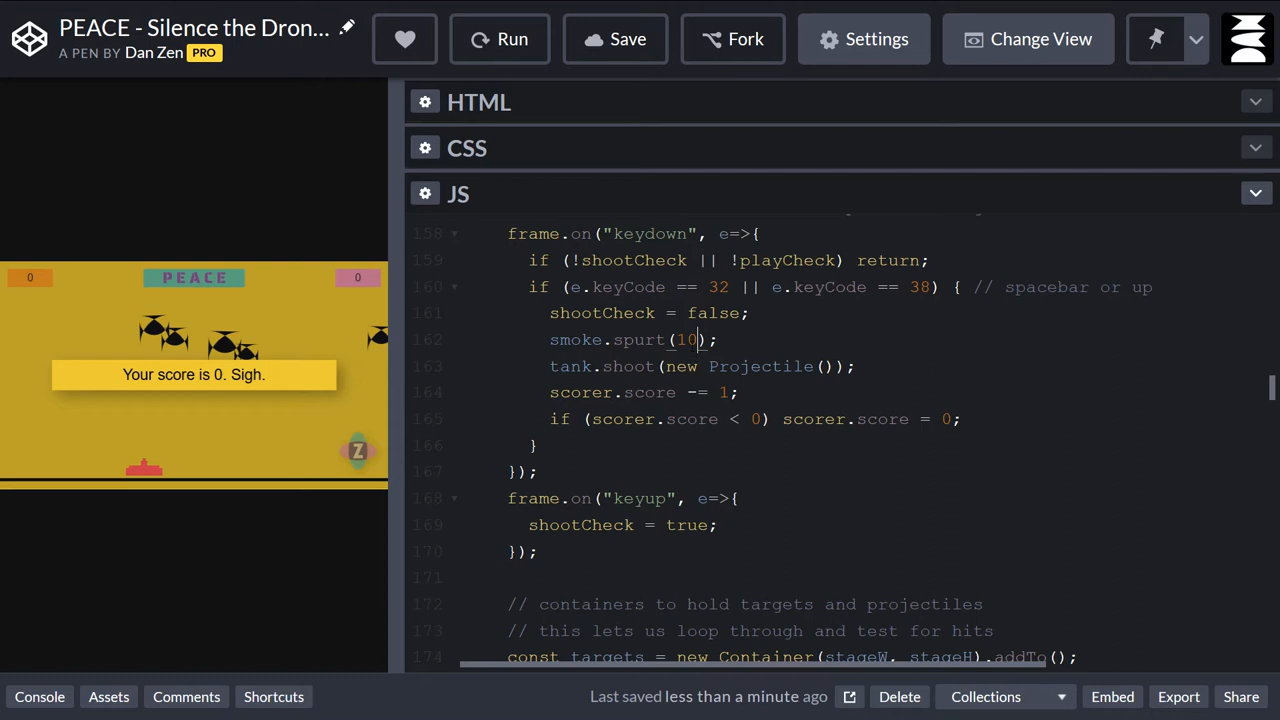 PEACE - Silence the Dron...
A PEN BY Dan Zen PRO
Run
Save
Fork
Settings
Change View
HTML
CSS
JS
0
PEACE
0
Your score is 0. Sigh.
Z
158 frame.on("keydown", e=>{
159 if (!shootCheck || !playCheck) return;
160 if (e.keyCode == 32 || e.keyCode == 38) { // spacebar or up
161 shootCheck = false;
162 smoke.spurt(10);
163 tank.shoot(new Projectile());
164 scorer.score -= 1;
165 if (scorer.score < 0) scorer.score = 0;
166 }
167 });
168 frame.on("keyup", e=>{
169 shootCheck = true;
170 });
171
172 // containers to hold targets and projectiles
173 // this lets us loop through and test for hits
174 const targets = new Container(stageW, stageH).addTo();
Console
Assets
Comments
Shortcuts
Last saved less than a minute ago
Delete
Collections
Embed
Export
Share